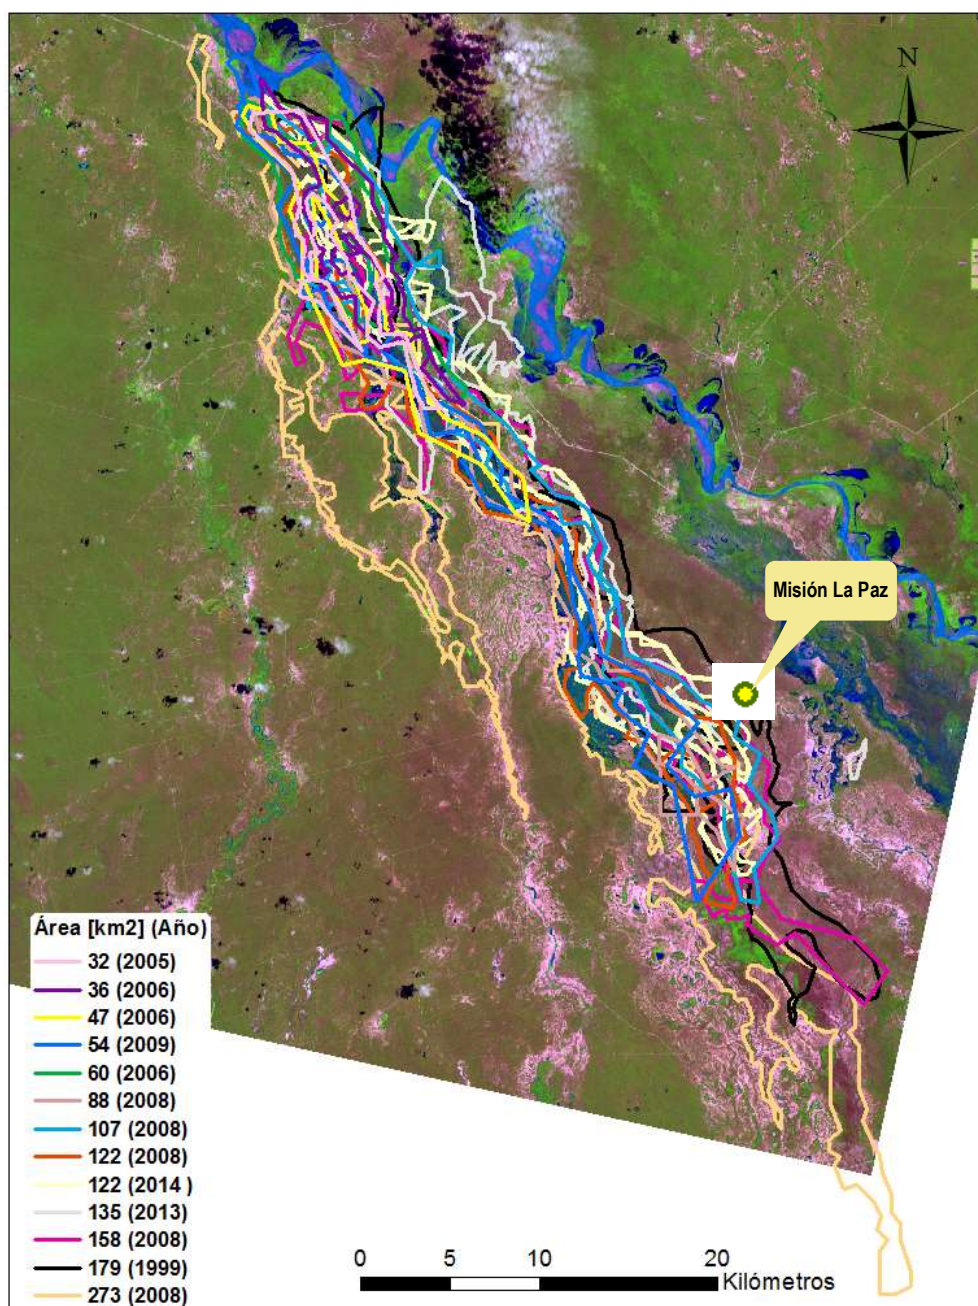 N
Misión La Paz
Área [km2] (Año)
32 (2005)
36 (2006)
47 (2006)
54 (2009)
60 (2006)
88 (2008)
107 (2008)
122 (2008)
122 (2014 )
135 (2013)
158 (2008)
179 (1999)
273 (2008)
0 5 10 20
Kilómetros